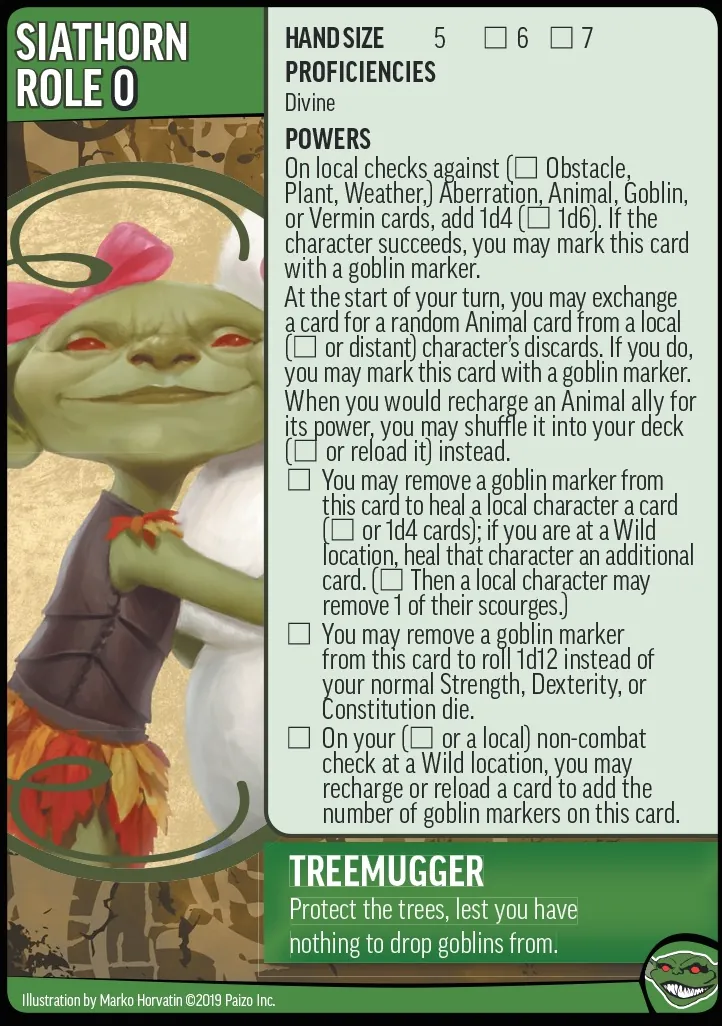 SIATHORN
ROLE O
HAND SIZE 5 ☐ 6 ☐ 7
PROFICIENCIES
Divine
POWERS
On local checks against (☐ Obstacle,
Plant, Weather,) Aberration, Animal, Goblin,
or Vermin cards, add 1d4 (☐ 1d6). If the
character succeeds, you may mark this card
with a goblin marker.
At the start of your turn, you may exchange
a card for a random Animal card from a local
(☐ or distant) character's discards. If you do,
you may mark this card with a goblin marker.
When you would recharge an Animal ally for
its power, you may shuffle it into your deck
(☐ or reload it) instead.
☐ You may remove a goblin marker from
this card to heal a local character a card
(☐ or 1d4 cards); if you are at a Wild
location, heal that character an additional
card. (☐ Then a local character may
remove 1 of their scourges.)
☐ You may remove a goblin marker
from this card to roll 1d12 instead of
your normal Strength, Dexterity, or
Constitution die.
☐ On your (☐ or a local) non-combat
check at a Wild location, you may
recharge or reload a card to add the
number of goblin markers on this card.
TREEMUGGER
Protect the trees, lest you have
nothing to drop goblins from.
Illustration by Marko Horvatin ©2019 Paizo Inc.